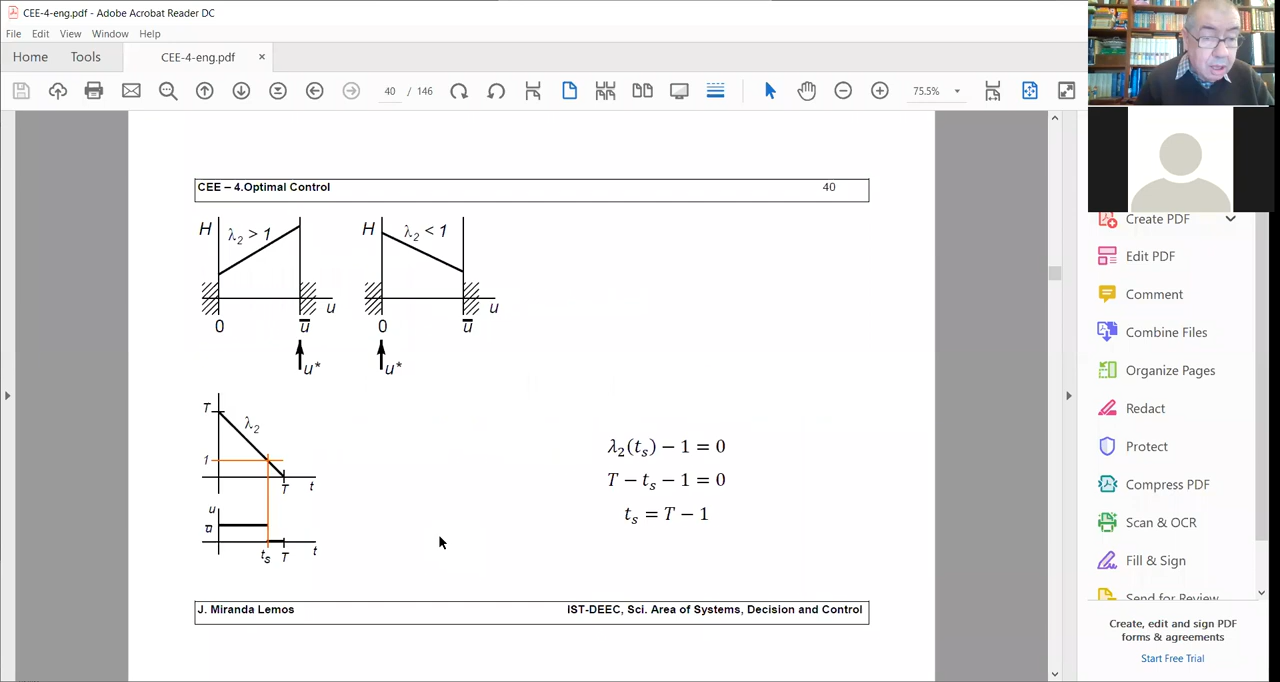 CEE-4-eng.pdf - Adobe Acrobat Reader DC
File Edit View Window Help
Home Tools CEE-4-eng.pdf ×
40 / 146 75.5%
CEE – 4.Optimal Control 40
H λ₂ > 1 H λ₂ < 1
u u
0 u̅ 0 u̅
u* u*
T λ₂
1
T t
u
u̅
tₛ T t
λ₂(tₛ) − 1 = 0
T − tₛ − 1 = 0
tₛ = T − 1
J. Miranda Lemos IST-DEEC, Sci. Area of Systems, Decision and Control
Create PDF
Edit PDF
Comment
Combine Files
Organize Pages
Redact
Protect
Compress PDF
Scan & OCR
Fill & Sign
Send for Review
Create, edit and sign PDF
forms & agreements
Start Free Trial